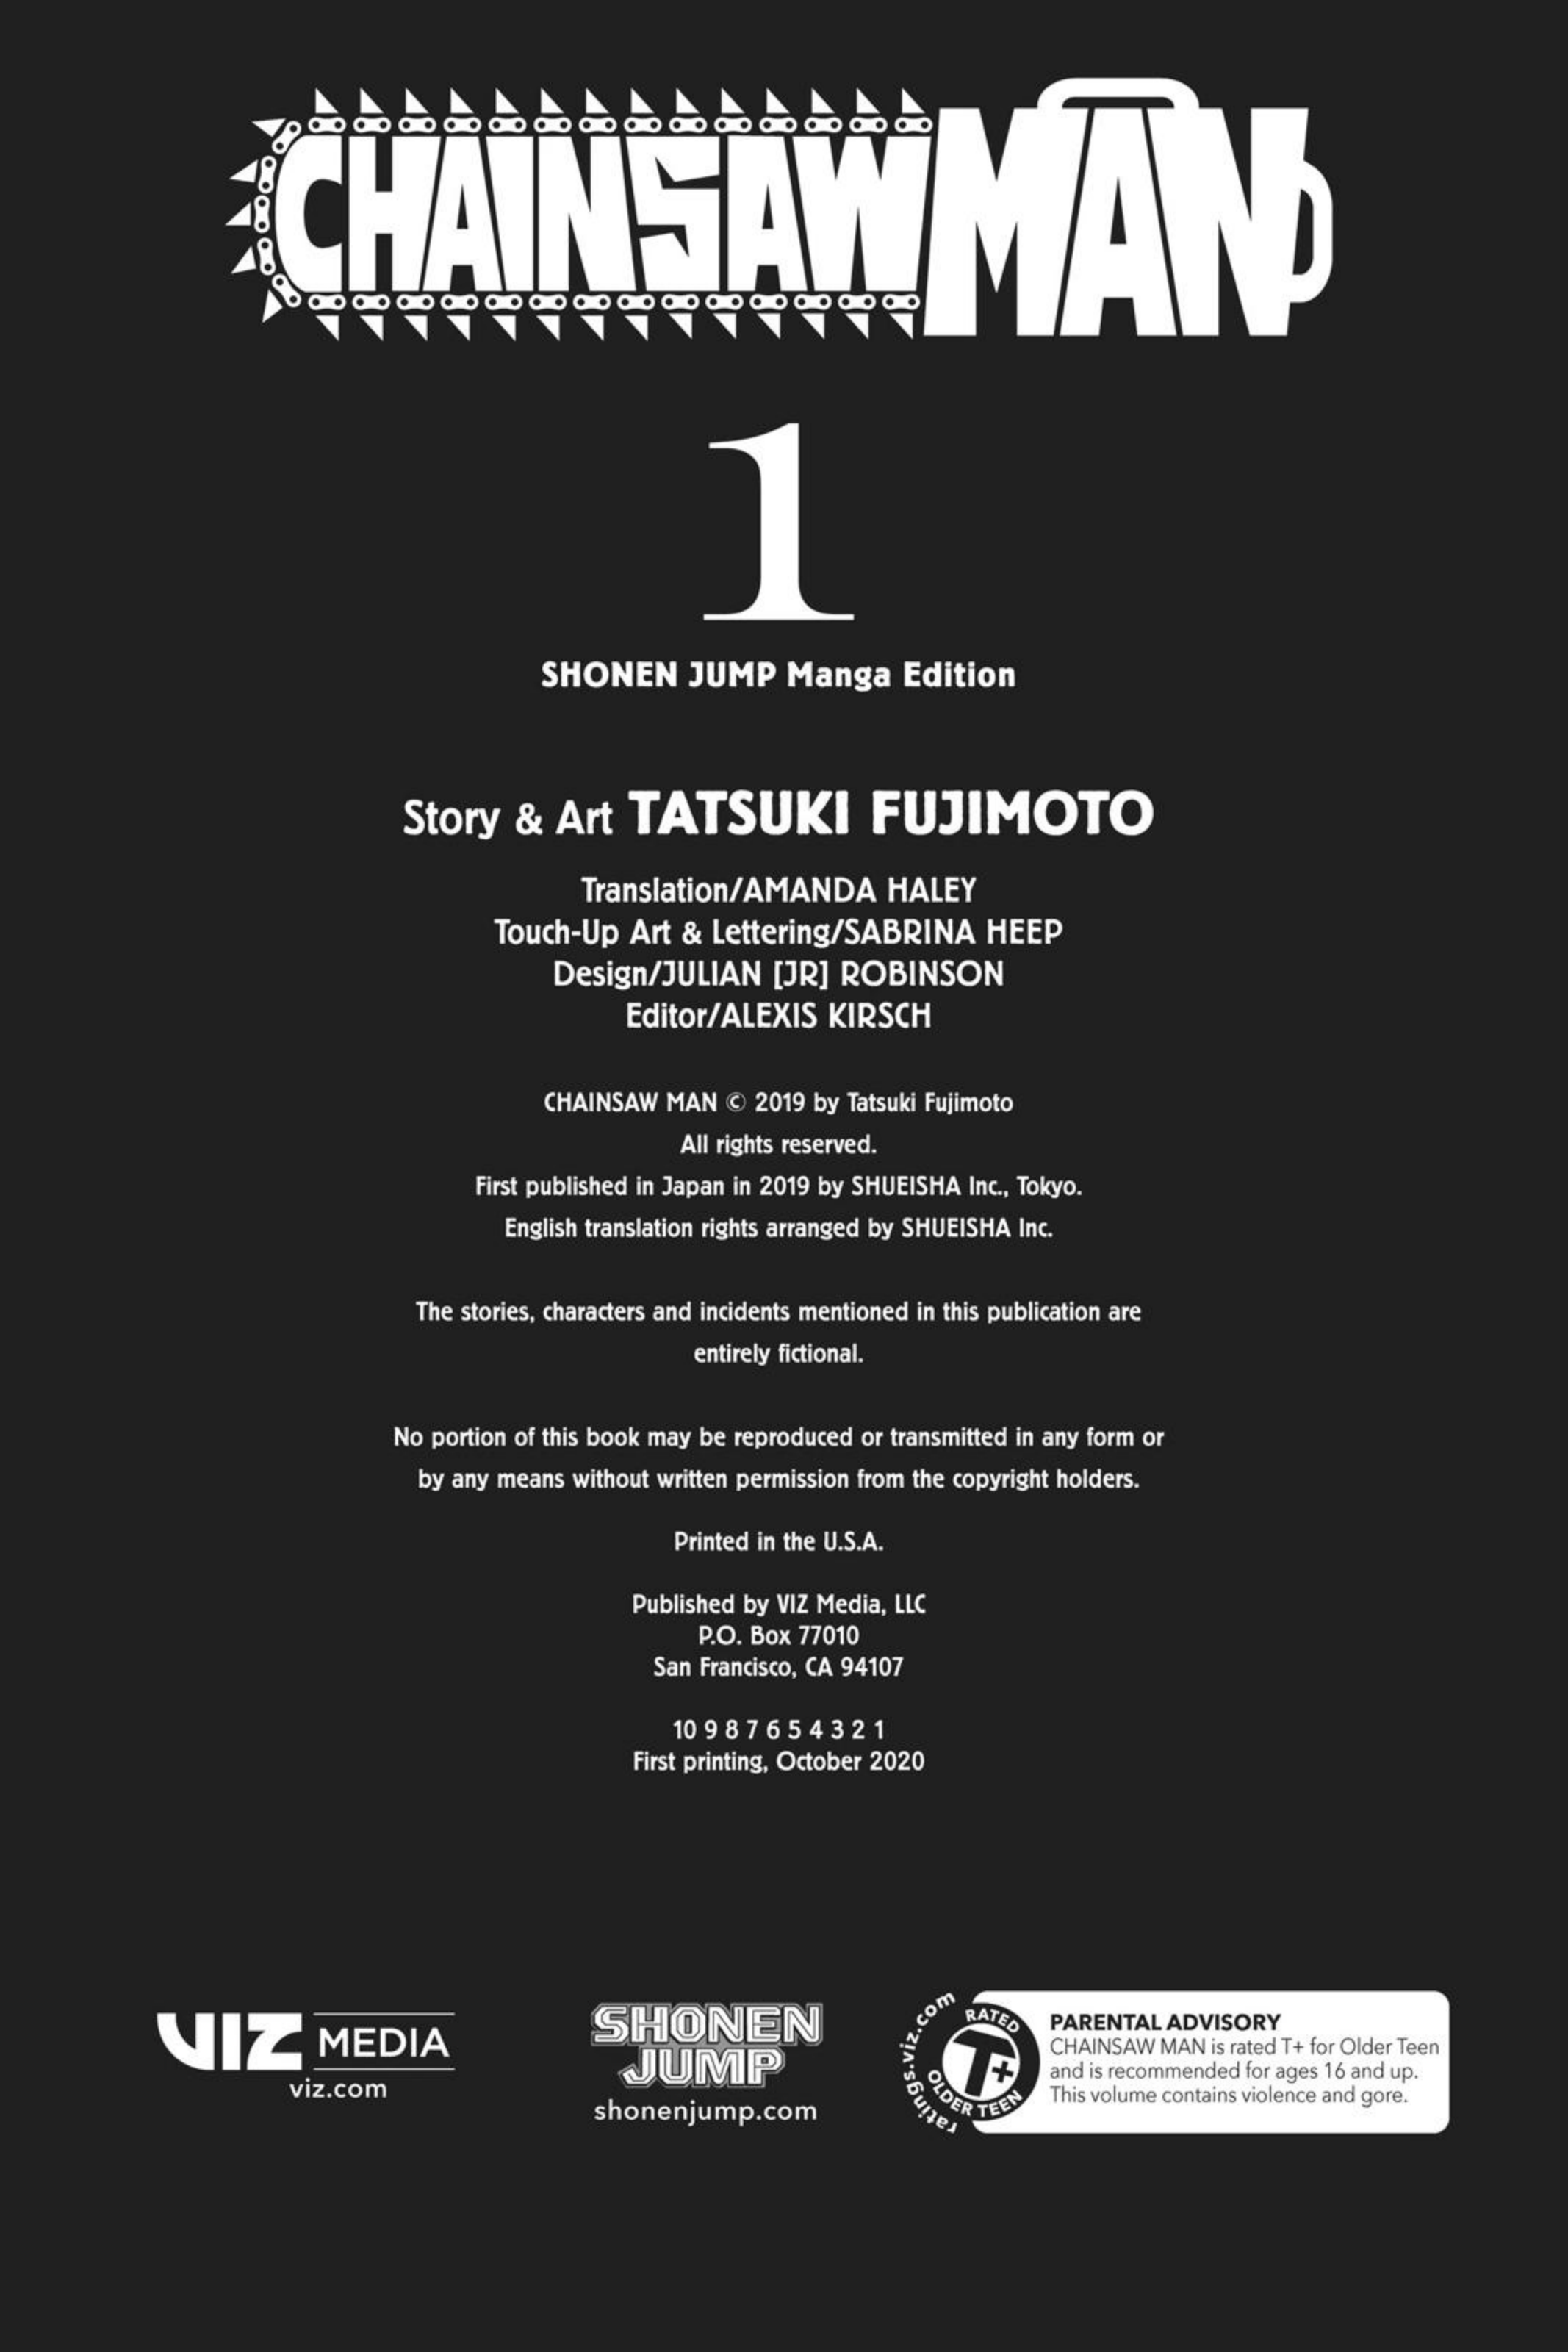 CHAINSAW MAN
1
SHONEN JUMP Manga Edition
Story & Art TATSUKI FUJIMOTO
Translation/AMANDA HALEY
Touch-Up Art & Lettering/SABRINA HEEP
Design/JULIAN [JR] ROBINSON
Editor/ALEXIS KIRSCH
CHAINSAW MAN © 2019 by Tatsuki Fujimoto
All rights reserved.
First published in Japan in 2019 by SHUEISHA Inc., Tokyo.
English translation rights arranged by SHUEISHA Inc.
The stories, characters and incidents mentioned in this publication are
entirely fictional.
No portion of this book may be reproduced or transmitted in any form or
by any means without written permission from the copyright holders.
Printed in the U.S.A.
Published by VIZ Media, LLC
P.O. Box 77010
San Francisco, CA 94107
10 9 8 7 6 5 4 3 2 1
First printing, October 2020
VIZ MEDIA
viz.com
SHONEN
JUMP
shonenjump.com
ratings.viz.com
RATED
T+
OLDER TEEN
PARENTAL ADVISORY
CHAINSAW MAN is rated T+ for Older Teen
and is recommended for ages 16 and up.
This volume contains violence and gore.